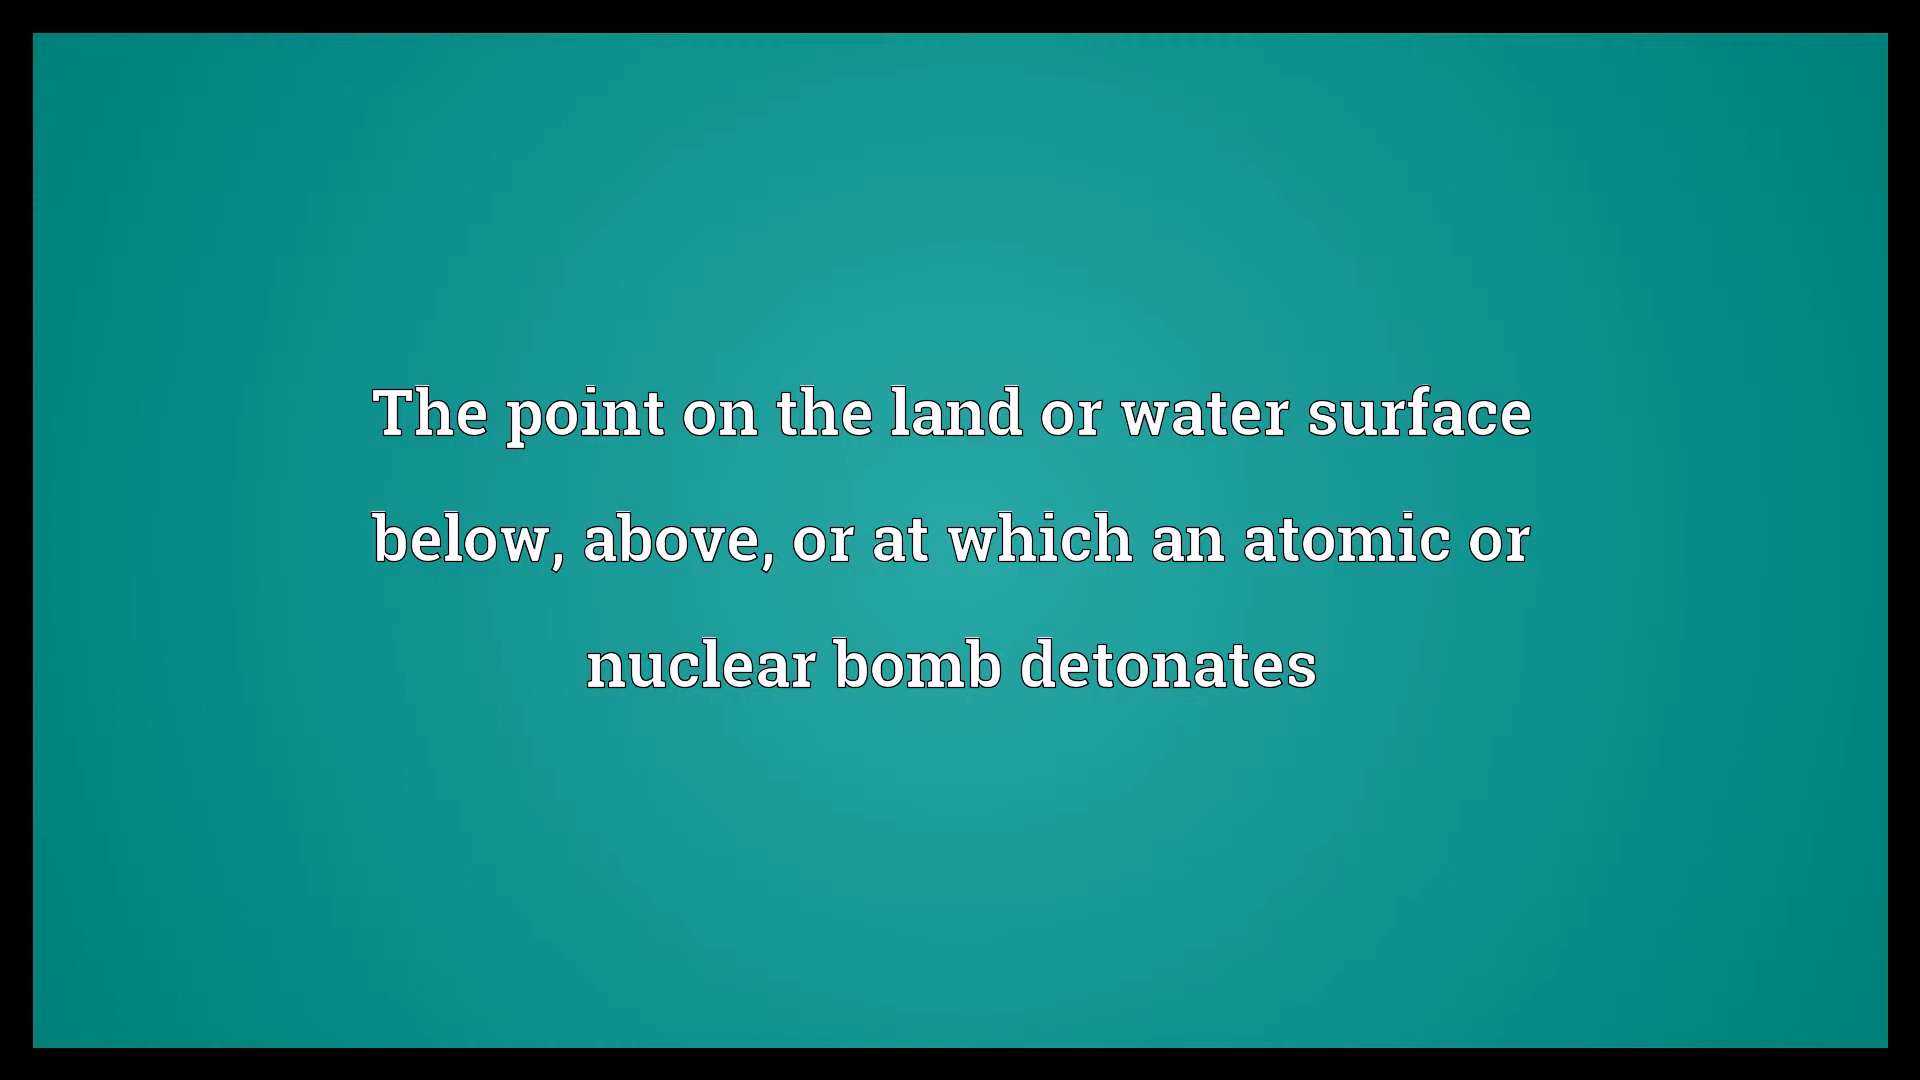 The point on the land or water surface
below, above, or at which an atomic or
nuclear bomb detonates